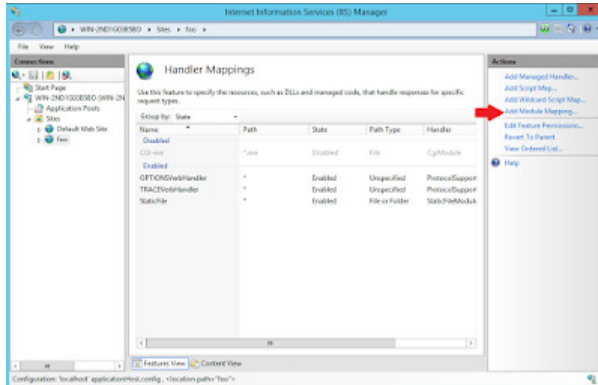 Internet Information Services (IIS) Manager
Sites
foo
File View Help
Connections
Start Page
Application Pools
Sites
Default Web Site
Foo
Handler Mappings
Use this feature to specify the resources, such as DLLs and managed code, that handle responses for specific
request types.
Group by: State
Name Path State Path Type Handler
Disabled
CGI-exe *.exe Disabled File CgiModule
Enabled
OPTIONSVerbHandler * Enabled Unspecified ProtocolSupport
TRACEVerbHandler * Enabled Unspecified ProtocolSupport
StaticFile * Enabled File or Folder StaticFileModule
Features View Content View
Configuration: 'localhost' applicationHost.config , <location path="foo">
Actions
Add Managed Handler...
Add Script Map...
Add Wildcard Script Map...
Add Module Mapping...
Edit Feature Permissions...
Revert To Parent
View Ordered List...
Help